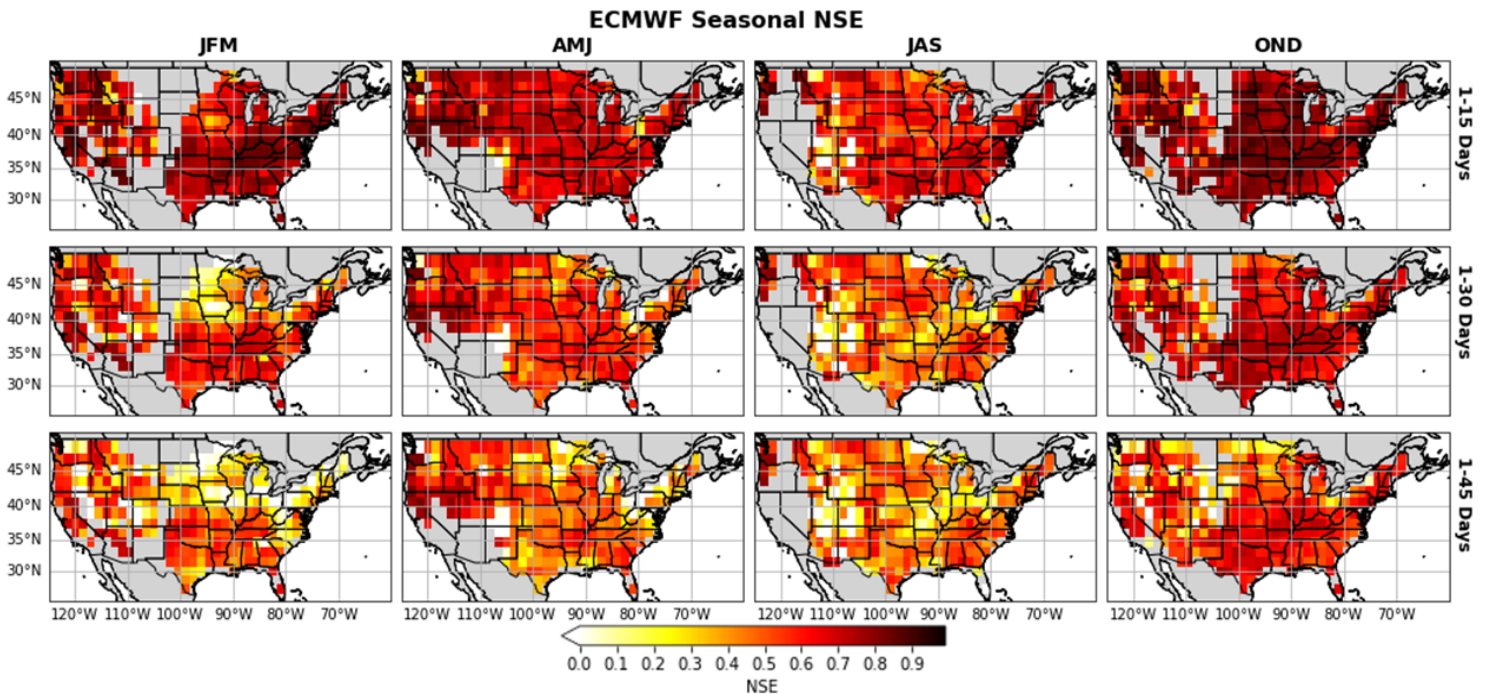 ECMWF Seasonal NSE
JFM AMJ JAS OND
45°N
40°N
35°N
30°N
1-15 Days
45°N
40°N
35°N
30°N
1-30 Days
45°N
40°N
35°N
30°N
1-45 Days
120°W 110°W 100°W 90°W 80°W 70°W 120°W 110°W 100°W 90°W 80°W 70°W 120°W 110°W 100°W 90°W 80°W 70°W 120°W 110°W 100°W 90°W 80°W 70°W
0.0 0.1 0.2 0.3 0.4 0.5 0.6 0.7 0.8 0.9
NSE